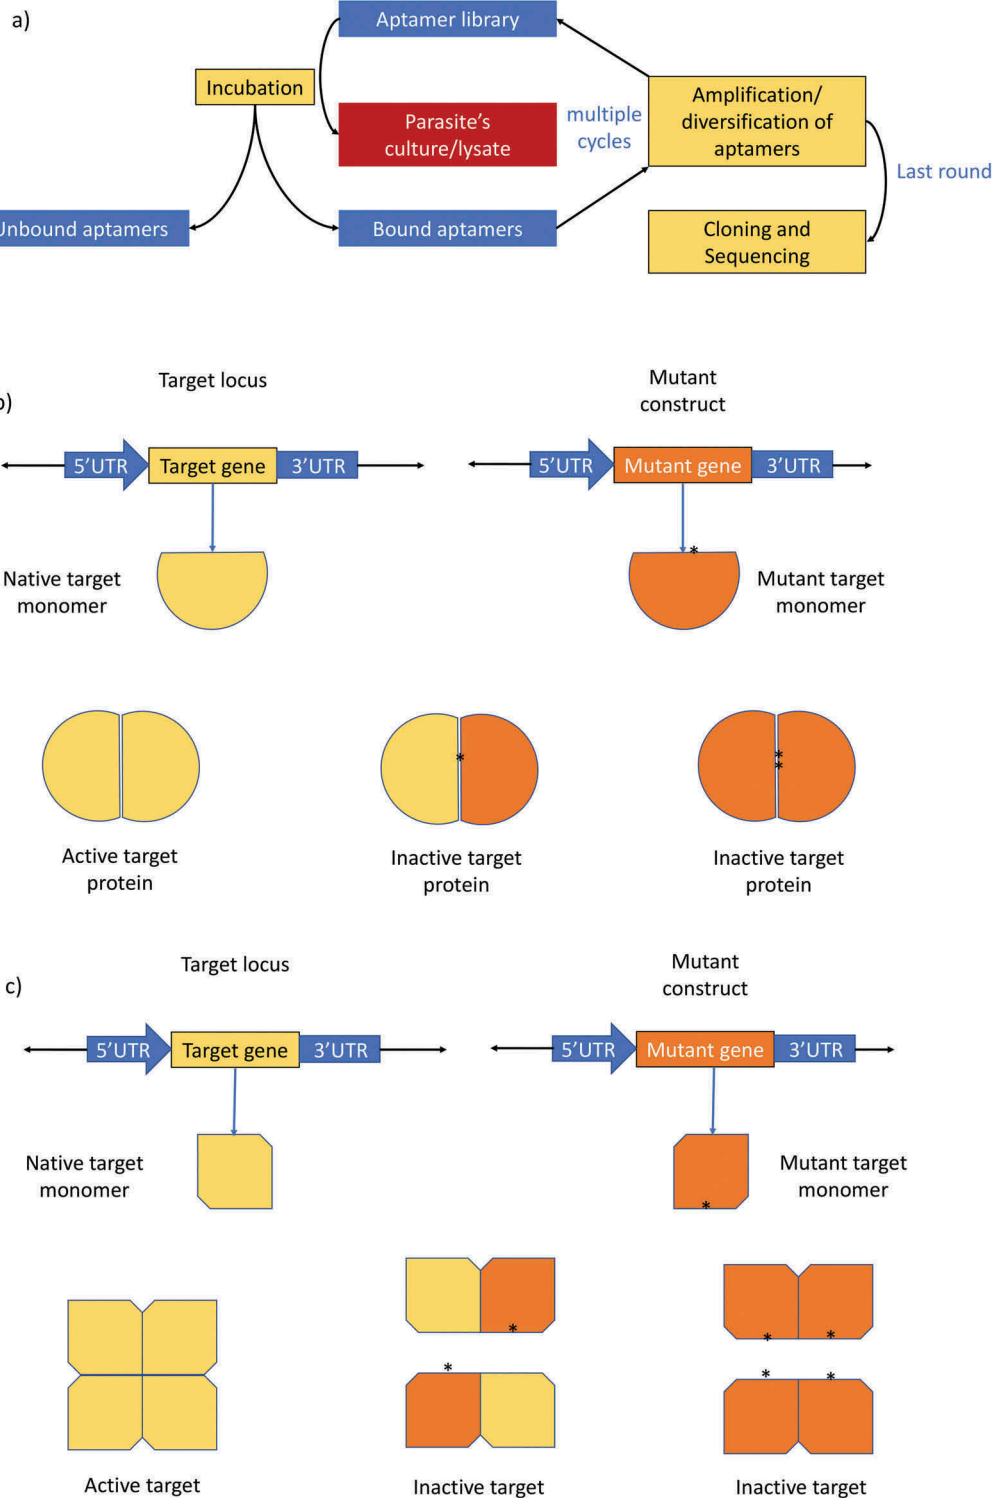 a)
Aptamer library
Incubation
Parasite's
culture/lysate
multiple
cycles
Amplification/
diversification of
aptamers
Last round
Unbound aptamers
Bound aptamers
Cloning and
Sequencing
b)
Target locus
Mutant
construct
5'UTR Target gene 3'UTR
5'UTR Mutant gene 3'UTR
*
Native target
monomer
Mutant target
monomer
*
*
*
Active target
protein
Inactive target
protein
Inactive target
protein
c)
Target locus
Mutant
construct
5'UTR Target gene 3'UTR
5'UTR Mutant gene 3'UTR
Native target
monomer
*
Mutant target
monomer
*
*
* *
* *
Active target
Inactive target
Inactive target